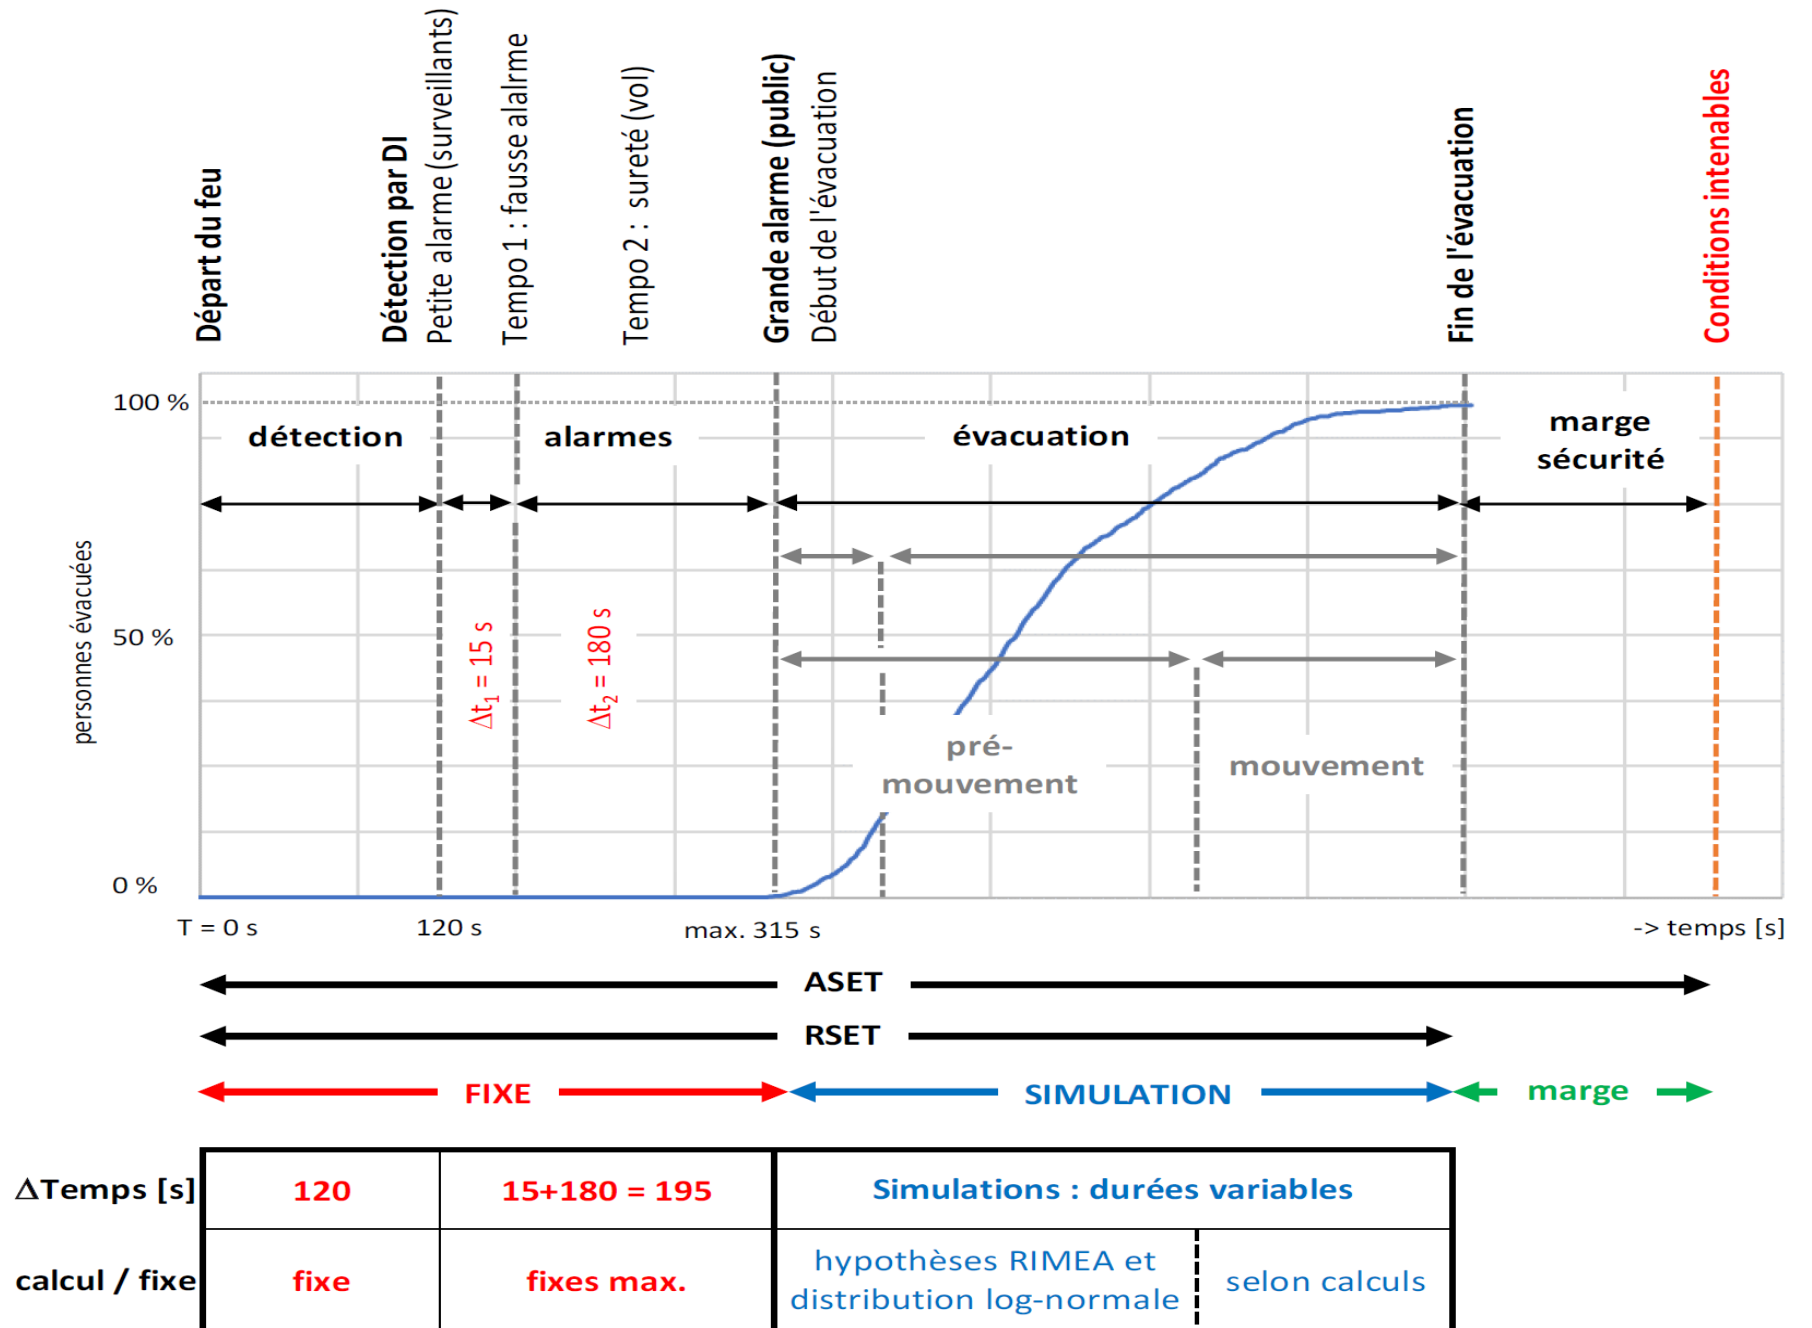 Départ du feu
Détection par DI
Petite alarme (surveillants)
Tempo 1 : fausse alalrme
Tempo 2 : sureté (vol)
Grande alarme (public)
Début de l'évacuation
Fin de l'évacuation
Conditions intenables
100 %
50 %
0 %
personnes évacuées
détection
alarmes
évacuation
marge
sécurité
Δt1 = 15 s
Δt2 = 180 s
pré-
mouvement
mouvement
T = 0 s
120 s
max. 315 s
-> temps [s]
ASET
RSET
FIXE
SIMULATION
marge
ΔTemps [s]
120
15+180 = 195
Simulations : durées variables
calcul / fixe
fixe
fixes max.
hypothèses RIMEA et
distribution log-normale
selon calculs